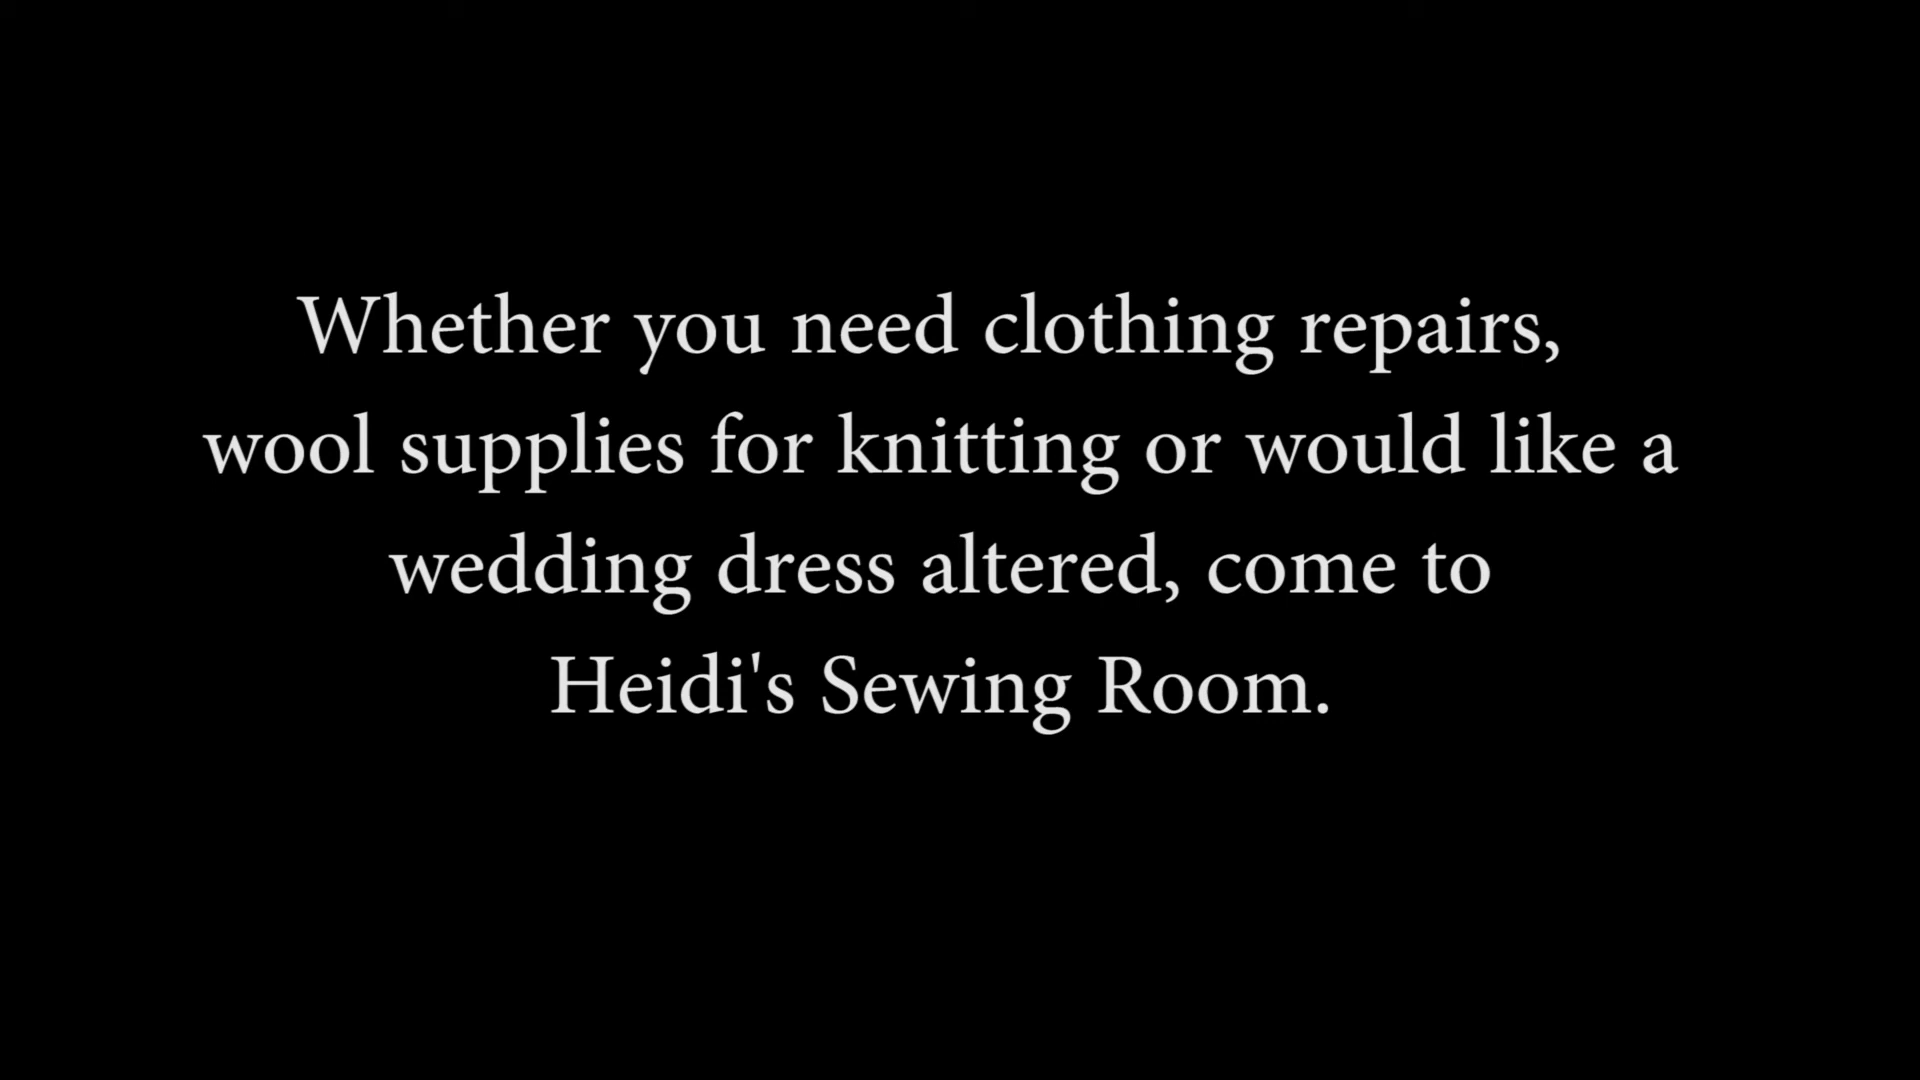 Whether you need clothing repairs,
wool supplies for knitting or would like a
wedding dress altered, come to
Heidi's Sewing Room.